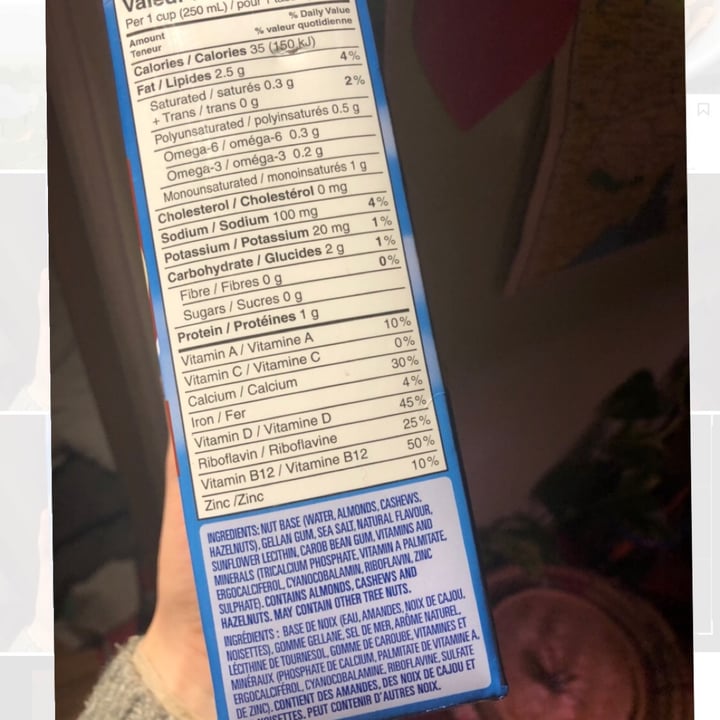 Per 1 cup (250 mL) / pour 1
Amount
Teneur
% Daily Value
% valeur quotidienne
Calories / Calories 35 (150 kJ)
Fat / Lipides 2.5 g 4%
Saturated / saturés 0.3 g
+ Trans / trans 0 g 2%
Polyunsaturated / polyinsaturés 0.5 g
Omega-6 / oméga-6 0.3 g
Omega-3 / oméga-3 0.2 g
Monounsaturated / monoinsaturés 1 g
Cholesterol / Cholestérol 0 mg
Sodium / Sodium 100 mg 4%
Potassium / Potassium 20 mg 1%
Carbohydrate / Glucides 2 g 1%
Fibre / Fibres 0 g 0%
Sugars / Sucres 0 g
Protein / Protéines 1 g
Vitamin A / Vitamine A 10%
Vitamin C / Vitamine C 0%
Calcium / Calcium 30%
Iron / Fer 4%
Vitamin D / Vitamine D 45%
Riboflavin / Riboflavine 25%
Vitamin B12 / Vitamine B12 50%
Zinc /Zinc 10%
INGREDIENTS: NUT BASE (WATER, ALMONDS, CASHEWS,
HAZELNUTS), GELLAN GUM, SEA SALT, NATURAL FLAVOUR,
SUNFLOWER LECITHIN, CAROB BEAN GUM, VITAMINS AND
MINERALS (TRICALCIUM PHOSPHATE, VITAMIN A PALMITATE,
ERGOCALCIFEROL, CYANOCOBALAMIN, RIBOFLAVIN, ZINC
SULPHATE). CONTAINS ALMONDS, CASHEWS AND
HAZELNUTS. MAY CONTAIN OTHER TREE NUTS.
INGRÉDIENTS : BASE DE NOIX (EAU, AMANDES, NOIX DE CAJOU,
NOISETTES), GOMME GELLANE, SEL DE MER, ARÔME NATUREL,
LÉCITHINE DE TOURNESOL, GOMME DE CAROUBE, VITAMINES ET
MINÉRAUX (PHOSPHATE DE CALCIUM, PALMITATE DE VITAMINE A,
ERGOCALCIFÉROL, CYANOCOBALAMINE, RIBOFLAVINE, SULFATE
DE ZINC). CONTIENT DES AMANDES, DES NOIX DE CAJOU ET
NOISETTES. PEUT CONTENIR D'AUTRES NOIX.